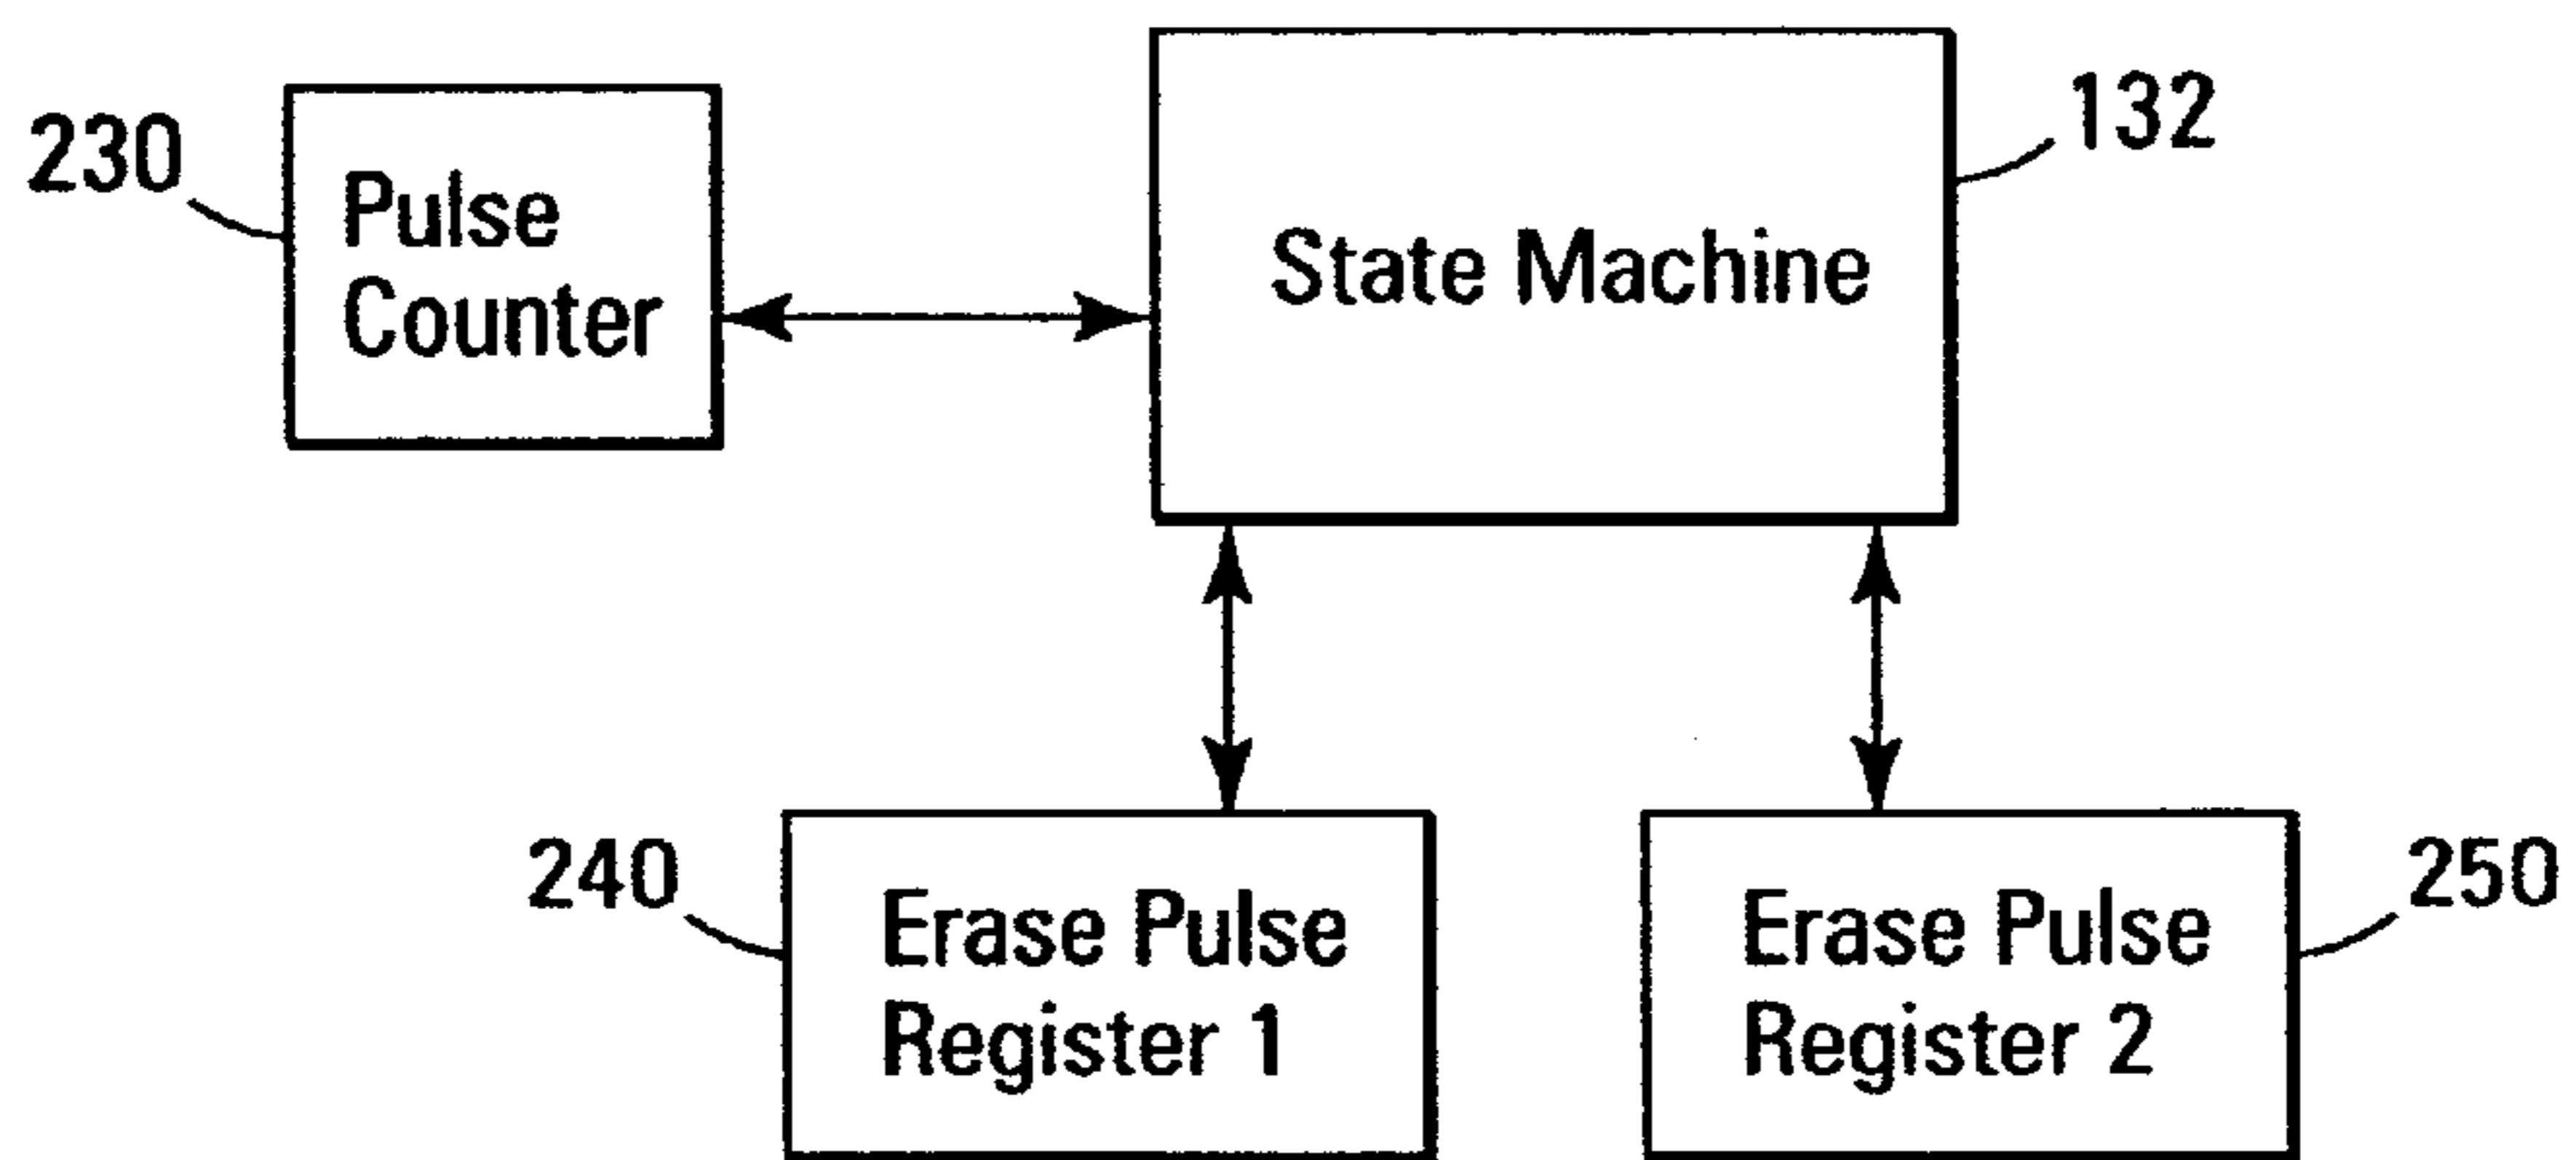 230
Pulse
Counter
State Machine
132
240
Erase Pulse
Register 1
Erase Pulse
Register 2
250